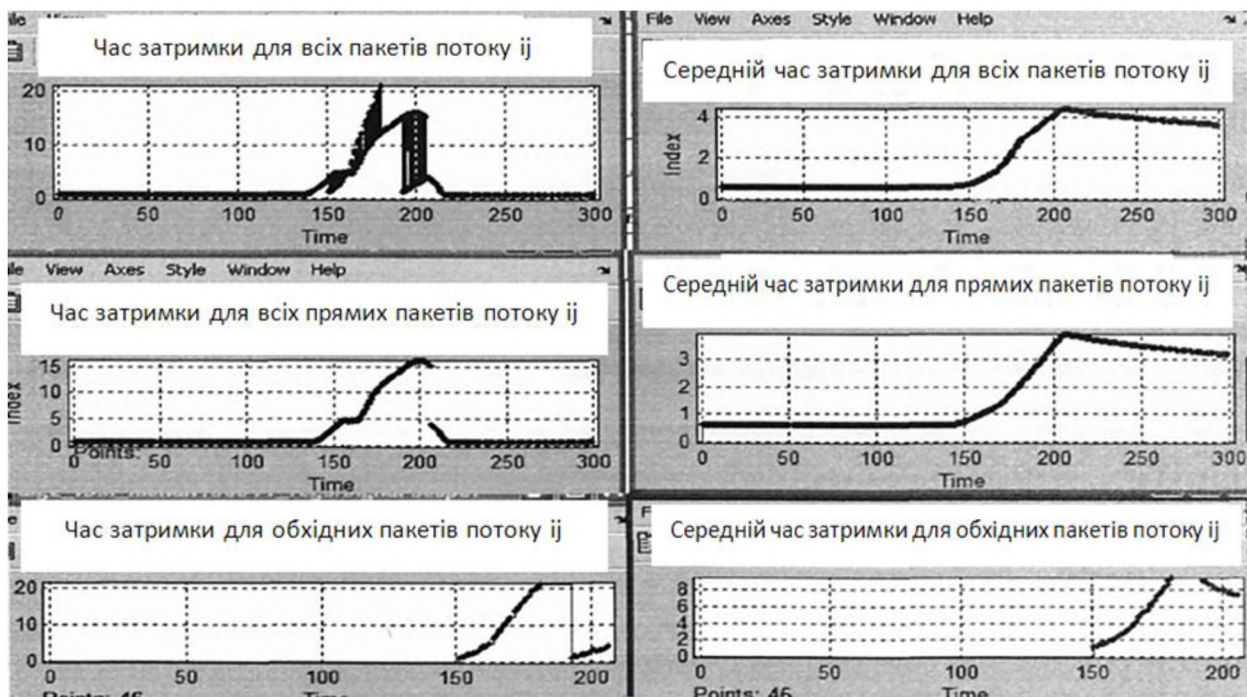 File View Axes Style Window Help
Час затримки для всіх пакетів потоку ij
20
10
0
0 50 100 150 200 250 300
Time
Середній час затримки для всіх пакетів потоку ij
Index
4
2
0
0 50 100 150 200 250 300
Time
View Axes Style Window Help
Час затримки для всіх прямих пакетів потоку ij
Index
15
10
5
0
Points:
50 100 150 200 250 300
Time
Середній час затримки для прямих пакетів потоку ij
3
2
1
0
0 50 100 150 200 250 300
Time
Час затримки для обхідних пакетів потоку ij
20
10
0
0 50 100 150 200
Points: 46
Time
Середній час затримки для обхідних пакетів потоку ij
8
6
4
2
0
0 50 100 150 200
Points: 46
Time